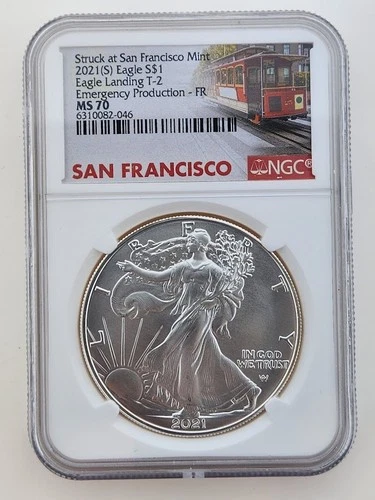 Struck at San Francisco Mint
2021(S) Eagle S$1
Eagle Landing T-2
Emergency Production - FR
MS 70
6310082-046
SAN FRANCISCO
NGC®
LIBERTY
IN GOD
WE TRUST
2021